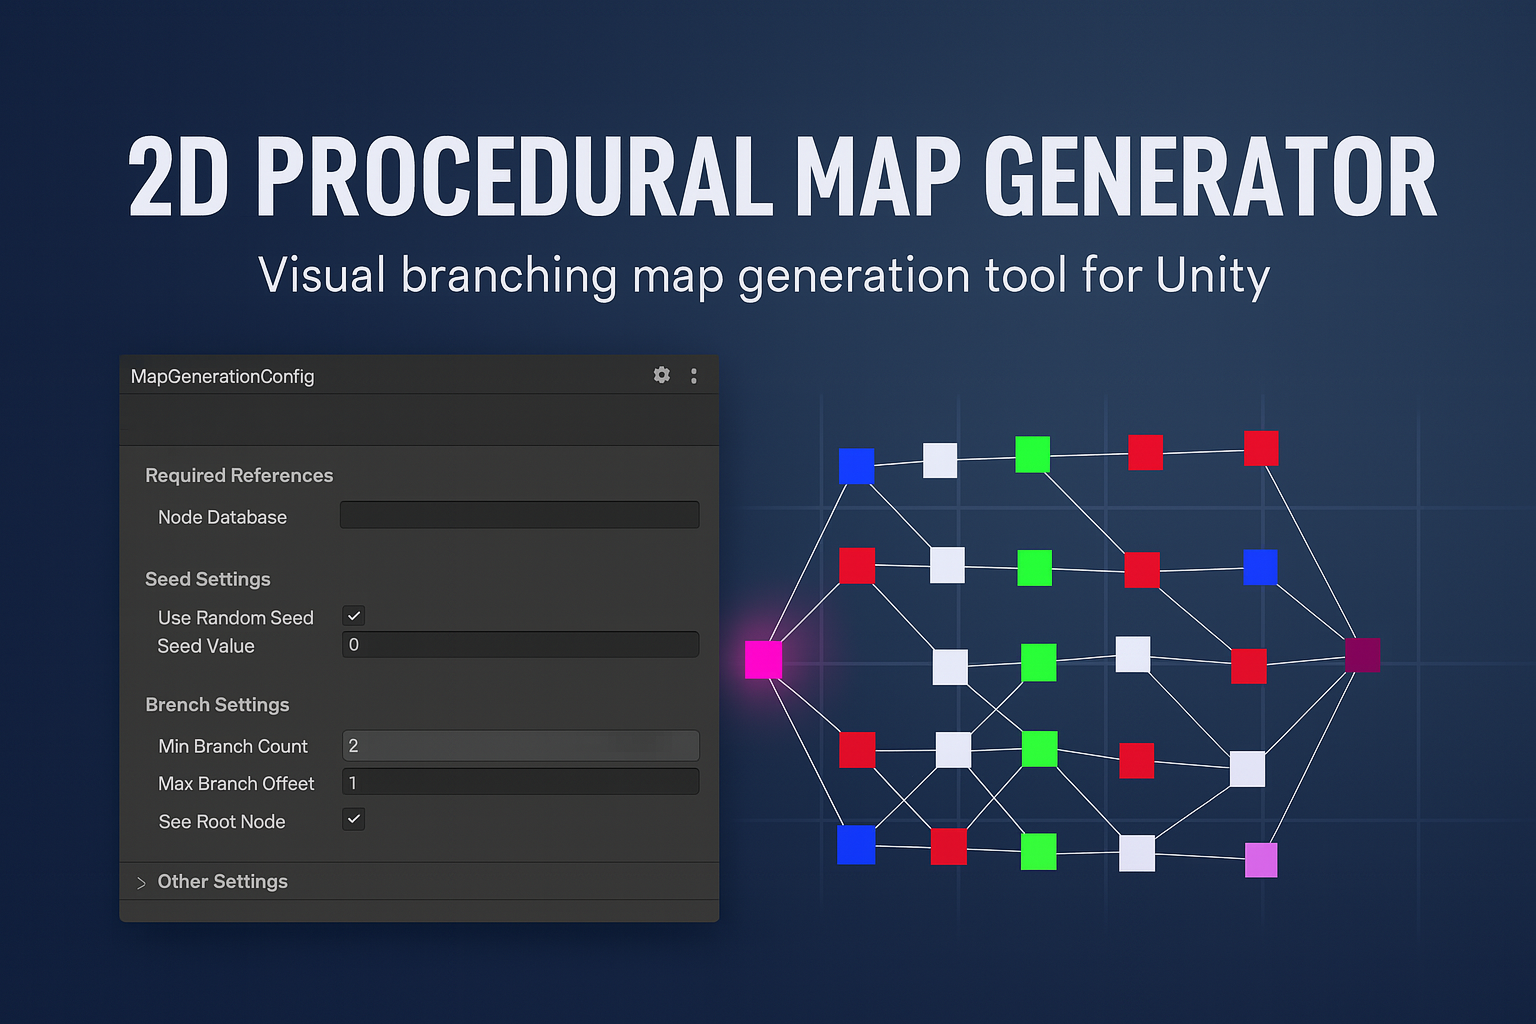 2D PROCEDURAL MAP GENERATOR
Visual branching map generation tool for Unity
MapGenerationConfig
Required References
Node Database
Seed Settings
Use Random Seed
Seed Value 0
Brench Settings
Min Branch Count 2
Max Branch Offeet 1
See Root Node
Other Settings